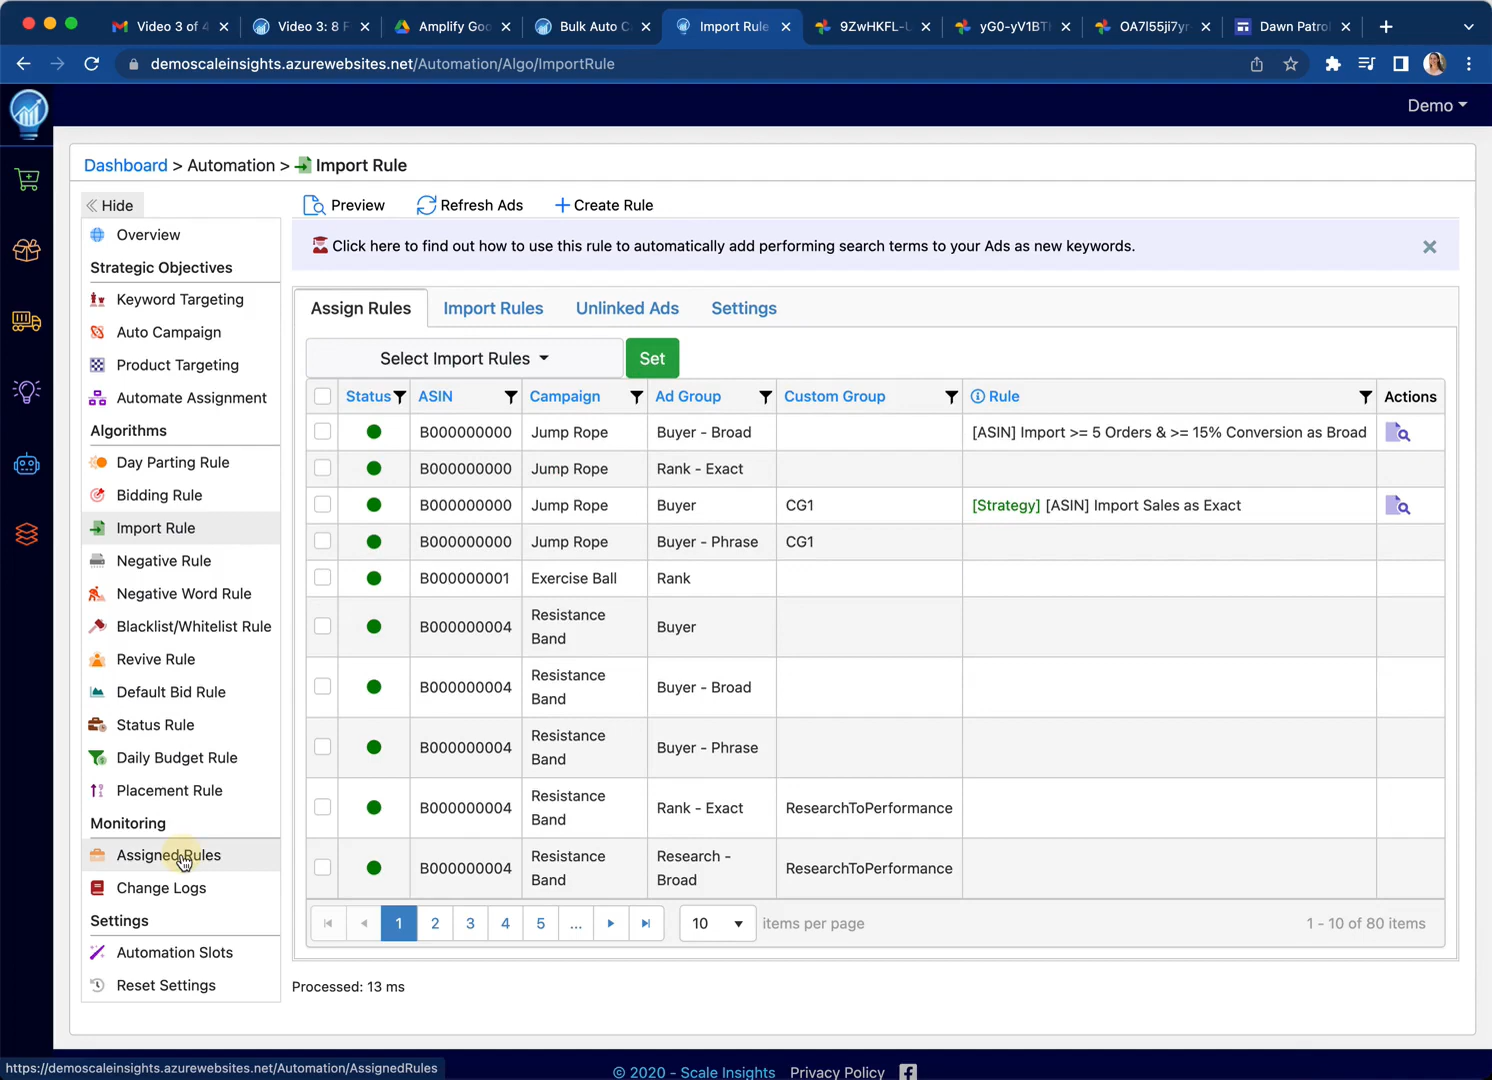 Video 3 of 4
Video 3: 8 F
Amplify Goo
Bulk Auto C
Import Rule
9ZwHKFL-U
yG0-yV1BTI
OA7I55ji7yr
Dawn Patrol
demoscaleinsights.azurewebsites.net/Automation/Algo/ImportRule
Demo
Dashboard > Automation > Import Rule
Hide
Preview
Refresh Ads
Create Rule
Click here to find out how to use this rule to automatically add performing search terms to your Ads as new keywords.
Overview
Strategic Objectives
Keyword Targeting
Auto Campaign
Product Targeting
Automate Assignment
Algorithms
Day Parting Rule
Bidding Rule
Import Rule
Negative Rule
Negative Word Rule
Blacklist/Whitelist Rule
Revive Rule
Default Bid Rule
Status Rule
Daily Budget Rule
Placement Rule
Monitoring
Assigned Rules
Change Logs
Settings
Automation Slots
Reset Settings
Assign Rules
Import Rules
Unlinked Ads
Settings
Select Import Rules
Set
Status ASIN Campaign Ad Group Custom Group Rule Actions
B000000000 Jump Rope Buyer - Broad [ASIN] Import >= 5 Orders & >= 15% Conversion as Broad
B000000000 Jump Rope Rank - Exact
B000000000 Jump Rope Buyer CG1 [Strategy] [ASIN] Import Sales as Exact
B000000000 Jump Rope Buyer - Phrase CG1
B000000001 Exercise Ball Rank
B000000004 Resistance Band Buyer
B000000004 Resistance Band Buyer - Broad
B000000004 Resistance Band Buyer - Phrase
B000000004 Resistance Band Rank - Exact ResearchToPerformance
B000000004 Resistance Band Research - Broad ResearchToPerformance
1 2 3 4 5 ... 10 items per page 1 - 10 of 80 items
Processed: 13 ms
https://demoscaleinsights.azurewebsites.net/Automation/AssignedRules
© 2020 - Scale Insights Privacy Policy